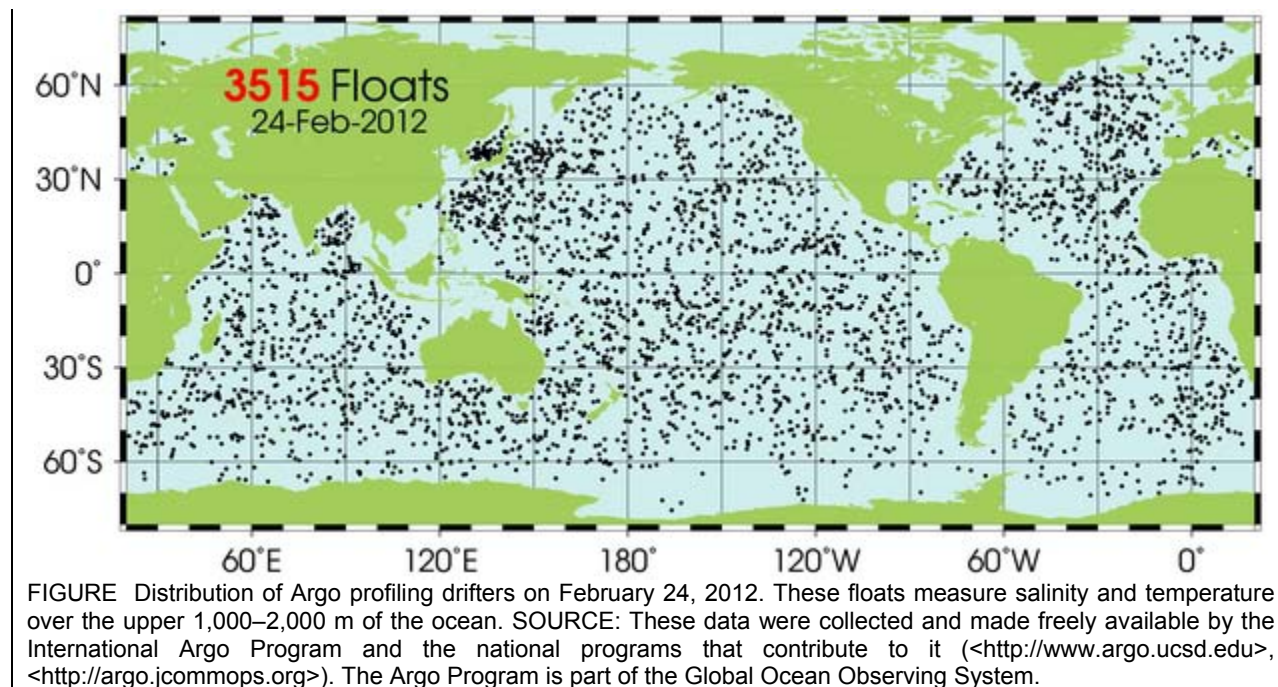 3515 Floats
24-Feb-2012
60˚N
30˚N
0˚
30˚S
60˚S
60˚E 120˚E 180˚ 120˚W 60˚W 0˚
FIGURE Distribution of Argo profiling drifters on February 24, 2012. These floats measure salinity and temperature
over the upper 1,000–2,000 m of the ocean. SOURCE: These data were collected and made freely available by the
International Argo Program and the national programs that contribute to it (<http://www.argo.ucsd.edu>,
<http://argo.jcommops.org>). The Argo Program is part of the Global Ocean Observing System.